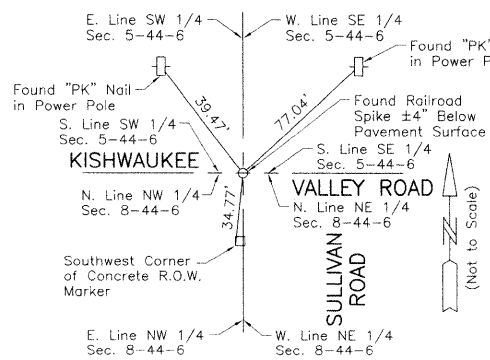 E. Line SW 1/4
Sec. 5-44-6
W. Line SE 1/4
Sec. 5-44-6
Found "PK"
in Power P
Found "PK" Nail
in Power Pole
39.47'
77.04'
Found Railroad
Spike ±4" Below
Pavement Surface
S. Line SW 1/4
Sec. 5-44-6
S. Line SE 1/4
Sec. 5-44-6
KISHWAUKEE
VALLEY ROAD
N. Line NW 1/4
Sec. 8-44-6
N. Line NE 1/4
Sec. 8-44-6
34.77'
Southwest Corner
of Concrete R.O.W.
Marker
SULLIVAN
ROAD
N
(Not to Scale)
E. Line NW 1/4
Sec. 8-44-6
W. Line NE 1/4
Sec. 8-44-6